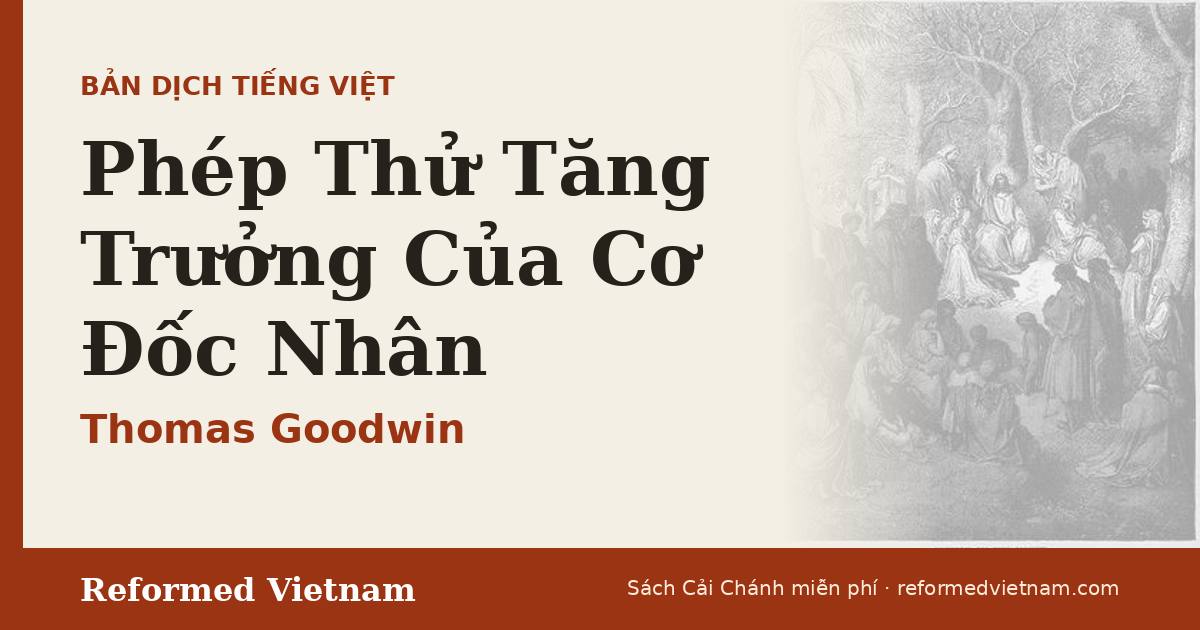 BẢN DỊCH TIẾNG VIỆT
Phép Thử Tăng
Trưởng Của Cơ
Đốc Nhân
Thomas Goodwin
Reformed Vietnam
Sách Cải Chánh miễn phí · reformedvietnam.com